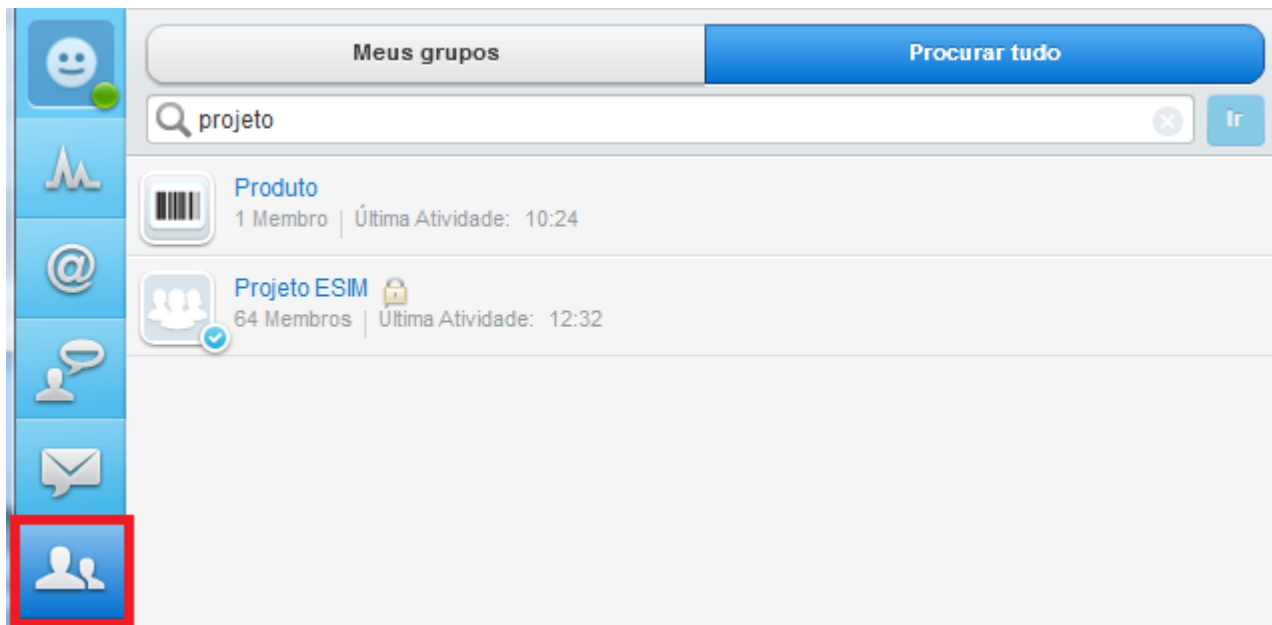 Meus grupos
Procurar tudo
projeto
Ir
Produto
1 Membro | Última Atividade: 10:24
Projeto ESIM
64 Membros | Última Atividade: 12:32